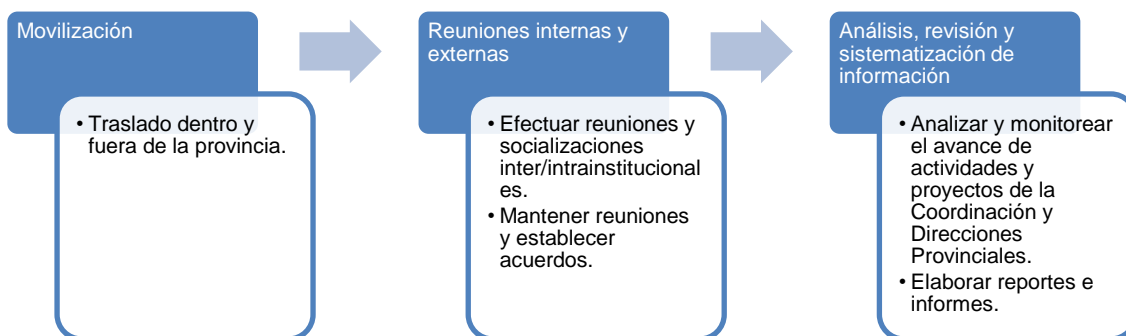 Movilización
• Traslado dentro y
fuera de la provincia.
Reuniones internas y
externas
• Efectuar reuniones y
socializaciones
inter/intrainstitucional
es.
• Mantener reuniones
y establecer
acuerdos.
Análisis, revisión y
sistematización de
información
• Analizar y monitorear
el avance de
actividades y
proyectos de la
Coordinación y
Direcciones
Provinciales.
• Elaborar reportes e
informes.